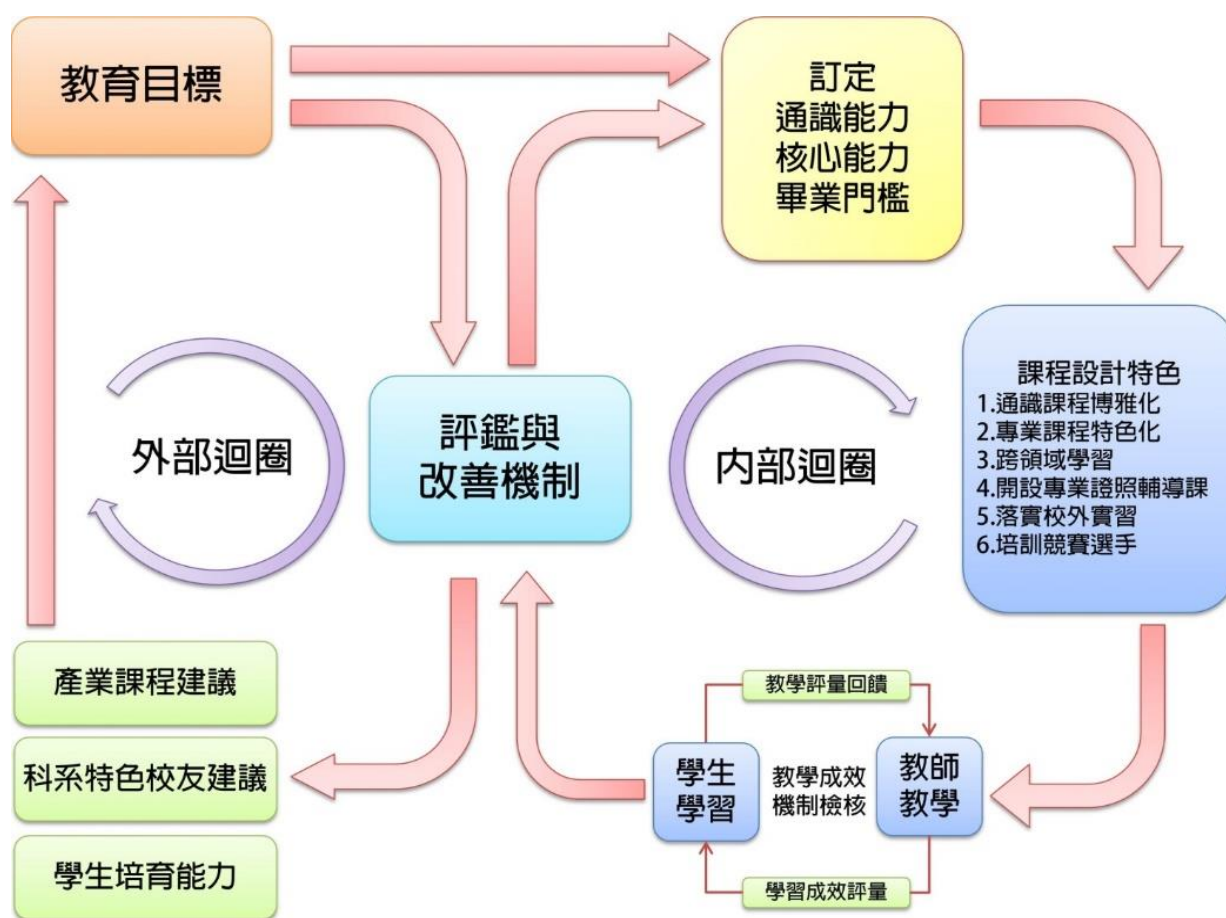 教育目標
訂定
通識能力
核心能力
畢業門檻
課程設計特色
1.通識課程博雅化
2.專業課程特色化
3.跨領域學習
4.開設專業證照輔導課
5.落實校外實習
6.培訓競賽選手
外部迴圈
評鑑與
改善機制
內部迴圈
產業課程建議
科系特色校友建議
學生培育能力
教學評量回饋
學生
學習
教學成效
機制檢核
教師
教學
學習成效評量